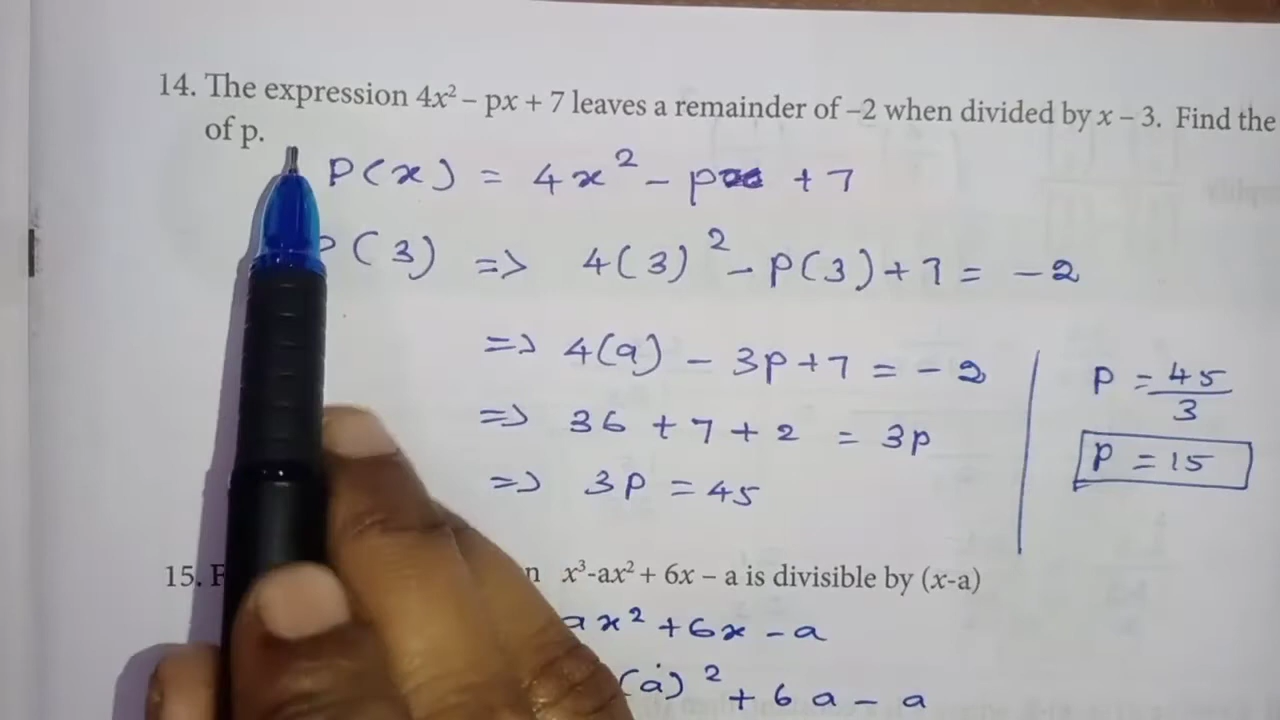 14. The expression 4x² – px + 7 leaves a remainder of –2 when divided by x – 3. Find the
of p.
P(x) = 4x² - px + 7
P(3) => 4(3)² - P(3) + 7 = -2
=> 4(9) - 3p + 7 = -2
=> 36 + 7 + 2 = 3p
=> 3p = 45
P = 45/3
P = 15
15. F
n x³-ax² + 6x – a is divisible by (x-a)
ax² + 6x - a
(a)² + 6a - a